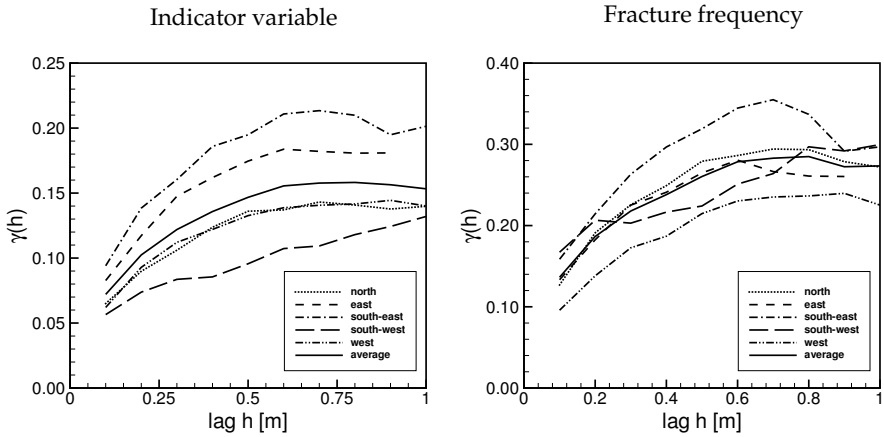 Indicator variable
γ(h)
0.25
0.20
0.15
0.10
0.05
0.00
0
0.25
0.5
0.75
1
lag h [m]
north
east
south-east
south-west
west
average
Fracture frequency
γ(h)
0.40
0.30
0.20
0.10
0.00
0
0.2
0.4
0.6
0.8
1
lag h [m]
north
east
south-east
south-west
west
average